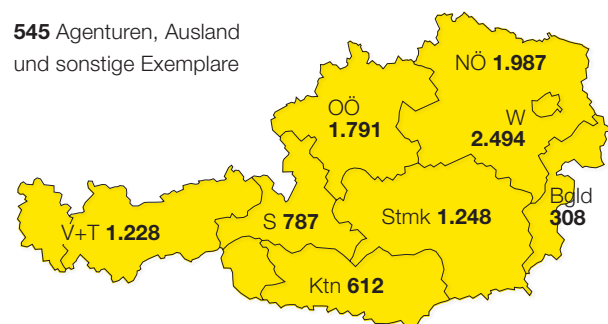 545 Agenturen, Ausland
und sonstige Exemplare
NÖ 1.987
OÖ
1.791
W
2.494
Bgld
308
V+T 1.228
S 787
Stmk 1.248
Ktn 612